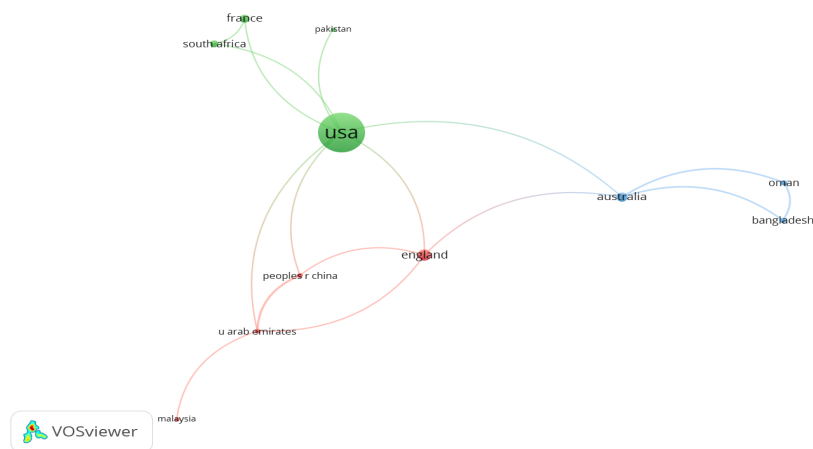 france
pakistan
south africa
usa
oman
australia
bangladesh
england
peoples r china
u arab emirates
malaysia
VOSviewer